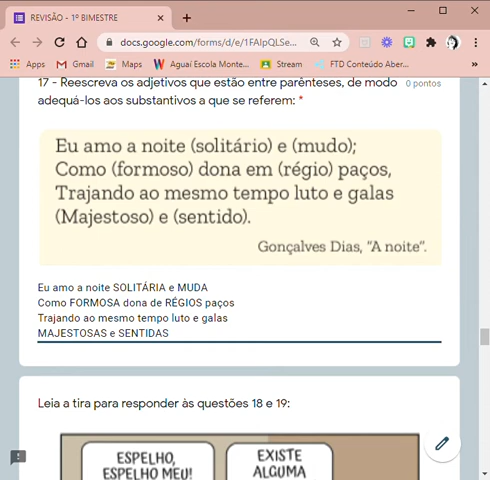 REVISÃO - 1º BIMESTRE
docs.google.com/forms/d/e/1FAIpQLSe...
Apps
Gmail
Maps
Aguaí Escola Monte...
Stream
FTD Conteúdo Aber...
17 - Reescreva os adjetivos que estão entre parênteses, de modo
0 pontos
adequá-los aos substantivos a que se referem: *
Eu amo a noite (solitário) e (mudo);
Como (formoso) dona em (régio) paços,
Trajando ao mesmo tempo luto e galas
(Majestoso) e (sentido).
Gonçalves Dias, "A noite".
Eu amo a noite SOLITÁRIA e MUDA
Como FORMOSA dona de RÉGIOS paços
Trajando ao mesmo tempo luto e galas
MAJESTOSAS e SENTIDAS
Leia a tira para responder às questões 18 e 19:
ESPELHO,
ESPELHO MEU!
EXISTE
ALGUMA